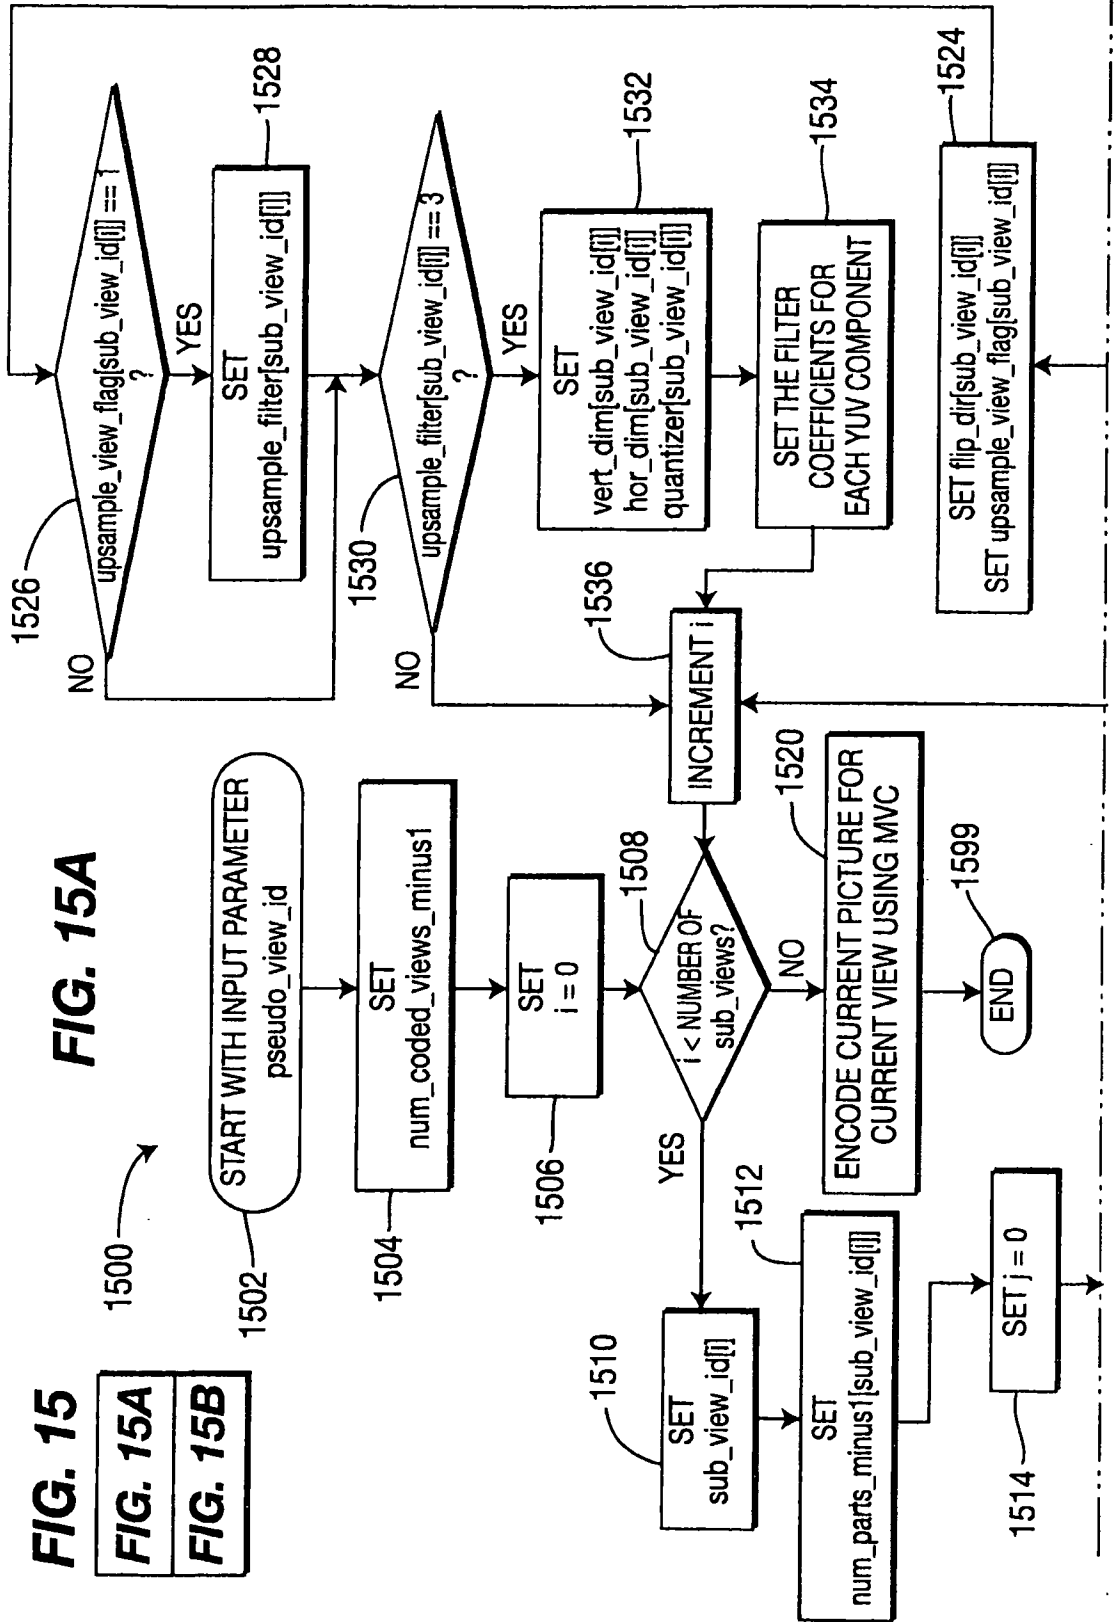 FIG. 15
FIG. 15A
FIG. 15B
FIG. 15A
1500
1502
START WITH INPUT PARAMETER
pseudo_view_id
1504
SET
num_coded_views_minus1
1506
SET
i = 0
1508
i < NUMBER OF
sub_views?
YES
NO
1510
SET
sub_view_id[i]
1512
SET
num_parts_minus1[sub_view_id[i]]
1514
SET j = 0
1520
ENCODE CURRENT PICTURE FOR
CURRENT VIEW USING MVC
1599
END
1526
upsample_view_flag[sub_view_id[i]] == 1
?
NO
YES
1528
SET
upsample_filter[sub_view_id[i]]
1530
upsample_filter[sub_view_id[i]] == 3
?
NO
YES
1532
SET
vert_dim[sub_view_id[i]]
hor_dim[sub_view_id[i]]
quantizer[sub_view_id[i]]
1534
SET THE FILTER
COEFFICIENTS FOR
EACH YUV COMPONENT
1536
INCREMENT i
1524
SET flip_dir[sub_view_id[i]]
SET upsample_view_flag[sub_view_id[i]]